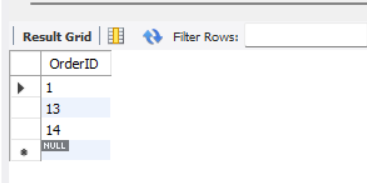 Result Grid Filter Rows:
OrderID
1
13
14
NULL